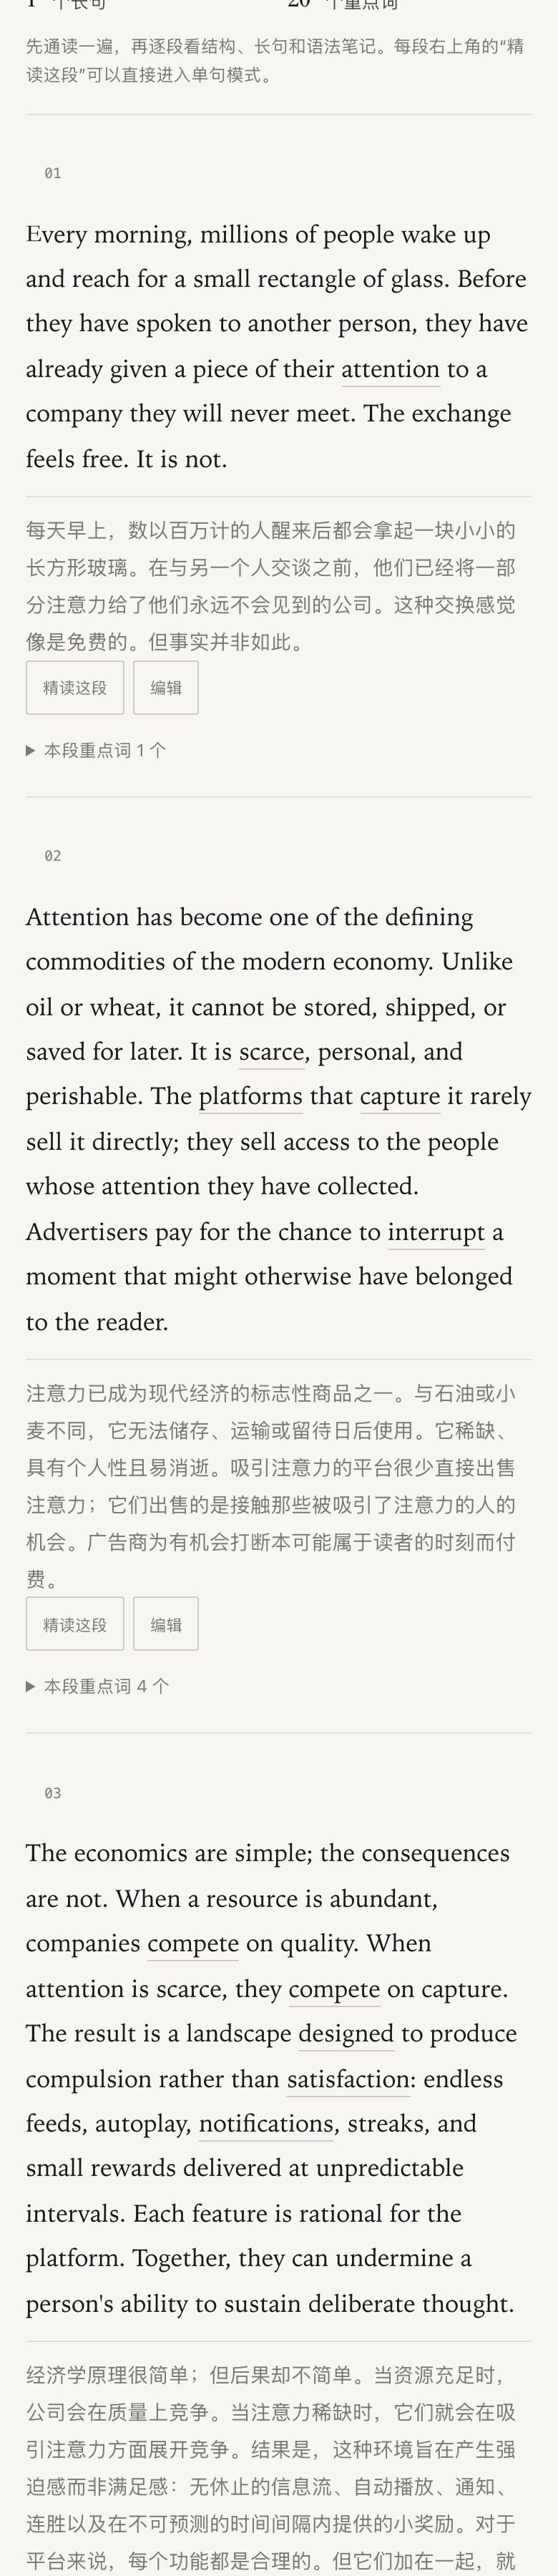 1 个长句 20 个重点词
先通读一遍，再逐段看结构、长句和语法笔记。每段右上角的“精
读这段”可以直接进入单句模式。
01
Every morning, millions of people wake up
and reach for a small rectangle of glass. Before
they have spoken to another person, they have
already given a piece of their attention to a
company they will never meet. The exchange
feels free. It is not.
每天早上，数以百万计的人醒来后都会拿起一块小小的
长方形玻璃。在与另一个人交谈之前，他们已经将一部
分注意力给了他们永远不会见到的公司。这种交换感觉
像是免费的。但事实并非如此。
精读这段 编辑
▶ 本段重点词 1 个
02
Attention has become one of the defining
commodities of the modern economy. Unlike
oil or wheat, it cannot be stored, shipped, or
saved for later. It is scarce, personal, and
perishable. The platforms that capture it rarely
sell it directly; they sell access to the people
whose attention they have collected.
Advertisers pay for the chance to interrupt a
moment that might otherwise have belonged
to the reader.
注意力已成为现代经济的标志性商品之一。与石油或小
麦不同，它无法储存、运输或留待日后使用。它稀缺、
具有个人性且易消逝。吸引注意力的平台很少直接出售
注意力；它们出售的是接触那些被吸引了注意力的人的
机会。广告商为有机会打断本可能属于读者的时刻而付
费。
精读这段 编辑
▶ 本段重点词 4 个
03
The economics are simple; the consequences
are not. When a resource is abundant,
companies compete on quality. When
attention is scarce, they compete on capture.
The result is a landscape designed to produce
compulsion rather than satisfaction: endless
feeds, autoplay, notifications, streaks, and
small rewards delivered at unpredictable
intervals. Each feature is rational for the
platform. Together, they can undermine a
person's ability to sustain deliberate thought.
经济学原理很简单；但后果却不简单。当资源充足时，
公司会在质量上竞争。当注意力稀缺时，它们就会在吸
引注意力方面展开竞争。结果是，这种环境旨在产生强
迫感而非满足感：无休止的信息流、自动播放、通知、
连胜以及在不可预测的时间间隔内提供的小奖励。对于
平台来说，每个功能都是合理的。但它们加在一起，就